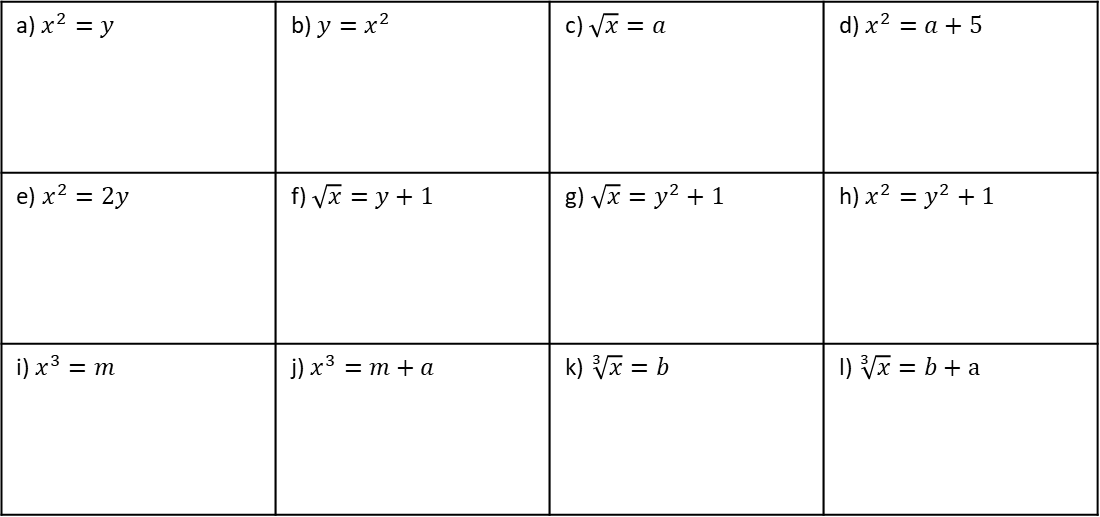 a) x² = y
b) y = x²
c) √x = a
d) x² = a + 5
e) x² = 2y
f) √x = y + 1
g) √x = y² + 1
h) x² = y² + 1
i) x³ = m
j) x³ = m + a
k) ∛x = b
l) ∛x = b + a